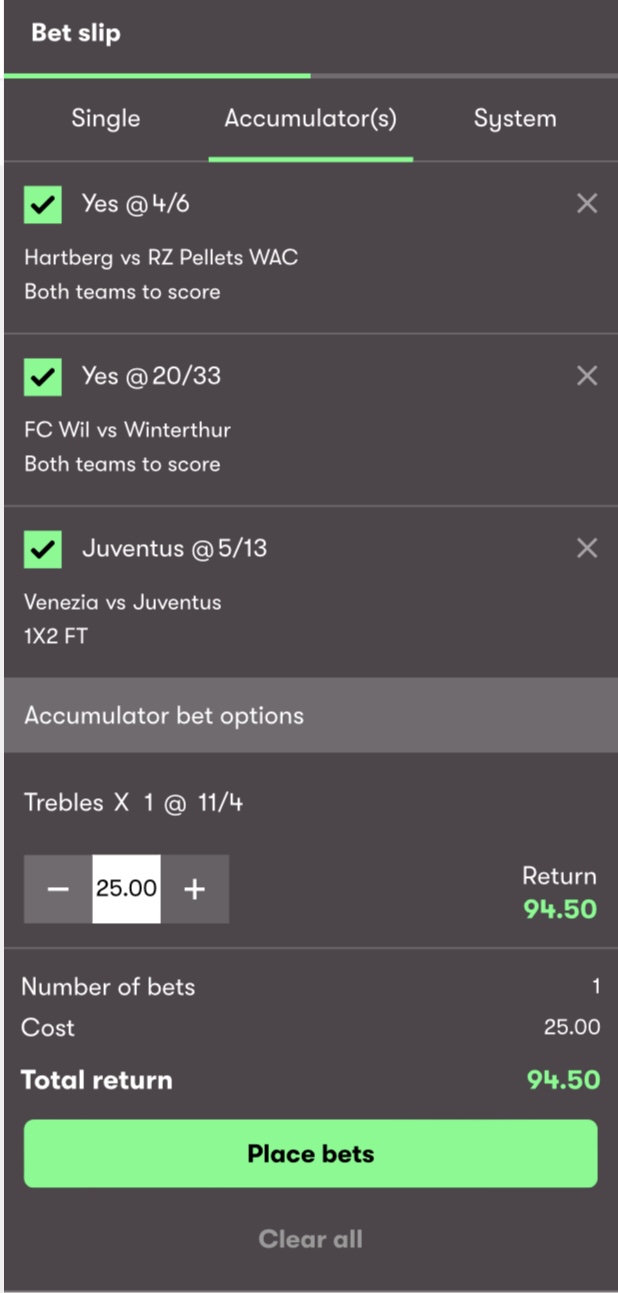 Bet slip
Single Accumulator(s) System
Yes @ 4/6
Hartberg vs RZ Pellets WAC
Both teams to score
Yes @ 20/33
FC Wil vs Winterthur
Both teams to score
Juventus @ 5/13
Venezia vs Juventus
1X2 FT
Accumulator bet options
Trebles X 1 @ 11/4
Return
− 25.00 +
94.50
Number of bets 1
Cost 25.00
Total return 94.50
Place bets
Clear all